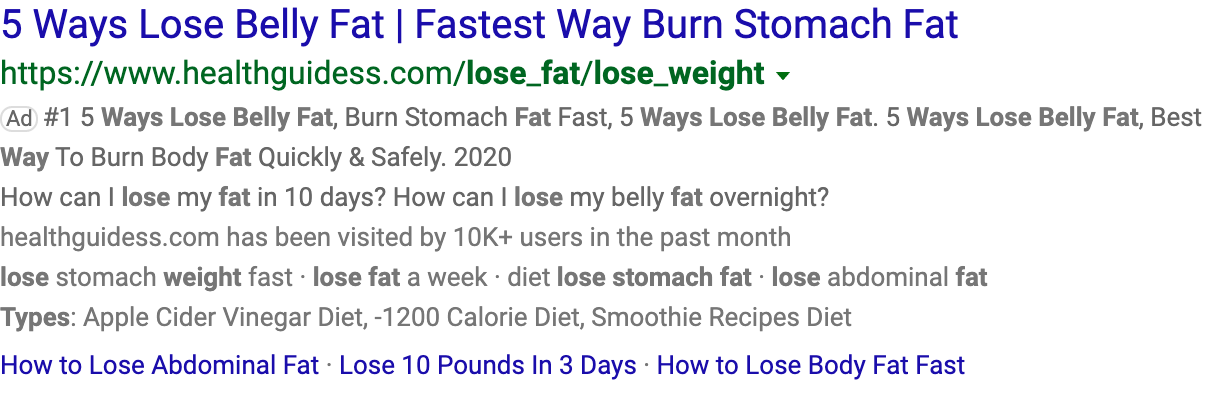 5 Ways Lose Belly Fat | Fastest Way Burn Stomach Fat
https://www.healthguidess.com/lose_fat/lose_weight
Ad #1 5 Ways Lose Belly Fat, Burn Stomach Fat Fast, 5 Ways Lose Belly Fat. 5 Ways Lose Belly Fat, Best
Way To Burn Body Fat Quickly & Safely. 2020
How can I lose my fat in 10 days? How can I lose my belly fat overnight?
healthguidess.com has been visited by 10K+ users in the past month
lose stomach weight fast · lose fat a week · diet lose stomach fat · lose abdominal fat
Types: Apple Cider Vinegar Diet, -1200 Calorie Diet, Smoothie Recipes Diet
How to Lose Abdominal Fat · Lose 10 Pounds In 3 Days · How to Lose Body Fat Fast